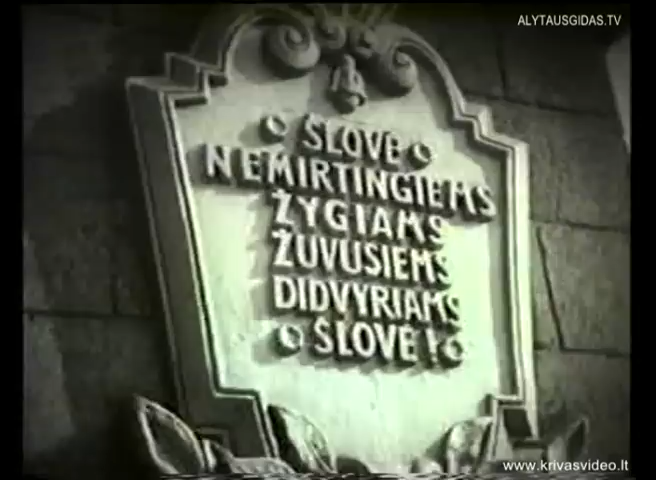 ALYTAUSGIDAS.TV
ŠLOVĖ
NEMIRTINGIEMS
ŽYGIAMS
ŽUVUSIEMS
DIDVYRIAMS
ŠLOVĖ!
www.krivasvideo.lt